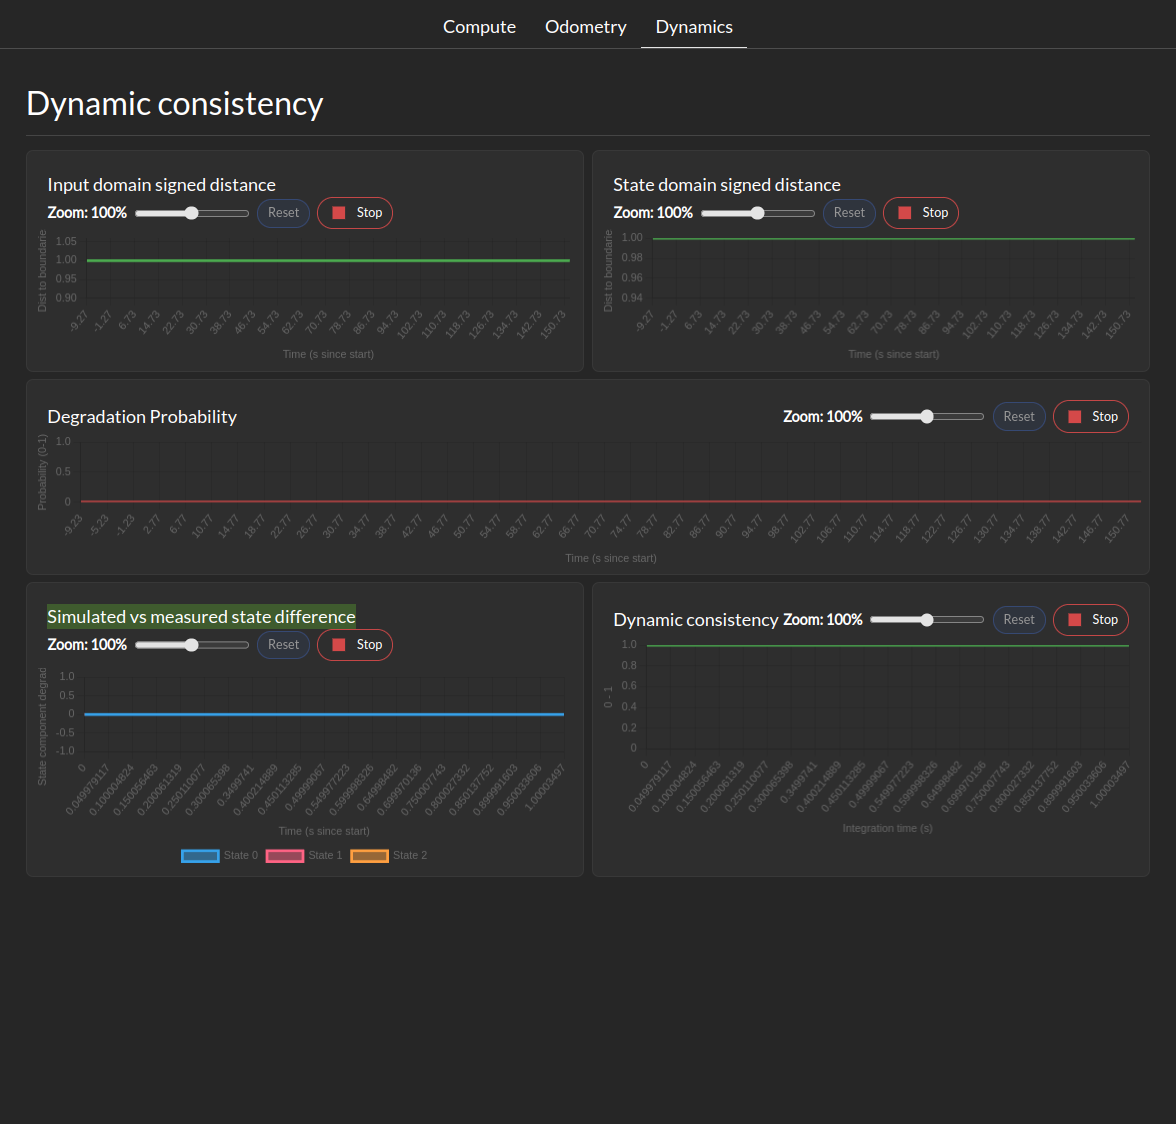 Compute Odometry Dynamics
Dynamic consistency
Input domain signed distance
Zoom: 100% Reset Stop
Dist to boundarie
1.05
1.00
0.95
0.90
-9.27 -1.27 6.73 14.73 22.73 30.73 38.73 46.73 54.73 62.73 70.73 78.73 86.73 94.73 102.73 110.73 118.73 126.73 134.73 142.73 150.73
Time (s since start)
State domain signed distance
Zoom: 100% Reset Stop
Dist to boundarie
1.00
0.98
0.96
0.94
-9.27 -1.27 6.73 14.73 22.73 30.73 38.73 46.73 54.73 62.73 70.73 78.73 86.73 94.73 102.73 110.73 118.73 126.73 134.73 142.73 150.73
Time (s since start)
Degradation Probability
Zoom: 100% Reset Stop
Probability (0-1)
1.0
0.5
0
-9.23 -5.23 -1.23 2.77 6.77 10.77 14.77 18.77 22.77 26.77 30.77 34.77 38.77 42.77 46.77 50.77 54.77 58.77 62.77 66.77 70.77 74.77 78.77 82.77 86.77 90.77 94.77 98.77 102.77 106.77 110.77 114.77 118.77 122.77 126.77 130.77 134.77 138.77 142.77 146.77 150.77
Time (s since start)
Simulated vs measured state difference
Zoom: 100% Reset Stop
State component degrad
1.0
0.5
0
-0.5
-1.0
0 0.049979117 0.100004824 0.150056463 0.200061319 0.250110077 0.300065398 0.3499741 0.400214889 0.450113285 0.49999067 0.549977223 0.599998326 0.64998482 0.699970136 0.750007743 0.800027332 0.850137752 0.899991603 0.950033606 1.00003497
Time (s since start)
State 0 State 1 State 2
Dynamic consistency Zoom: 100% Reset Stop
0 - 1
1.0
0.8
0.6
0.4
0.2
0
0 0.049979117 0.100004824 0.150056463 0.200061319 0.250110077 0.300065398 0.3499741 0.400214889 0.450113285 0.49999067 0.549977223 0.599998326 0.64998482 0.699970136 0.750007743 0.800027332 0.850137752 0.899991603 0.950033606 1.00003497
Integration time (s)